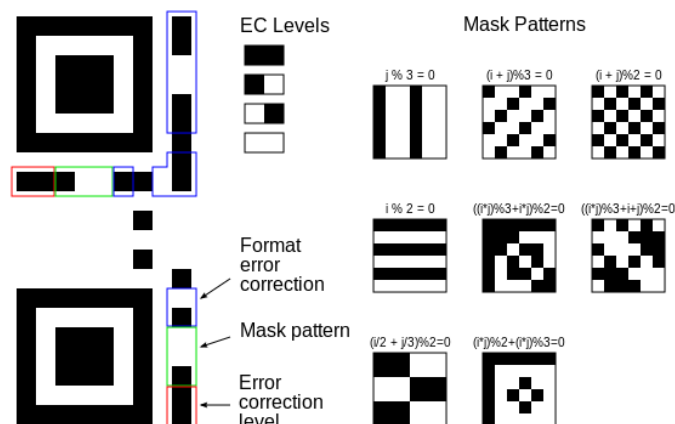 EC Levels
Mask Patterns
j % 3 = 0
(i + j)%3 = 0
(i + j)%2 = 0
i % 2 = 0
((i*j)%3+i*j)%2=0
((i*j)%3+i+j)%2=0
Format
error
correction
Mask pattern
(i/2 + j/3)%2=0
(i*j)%2+(i*j)%3=0
Error
correction
level